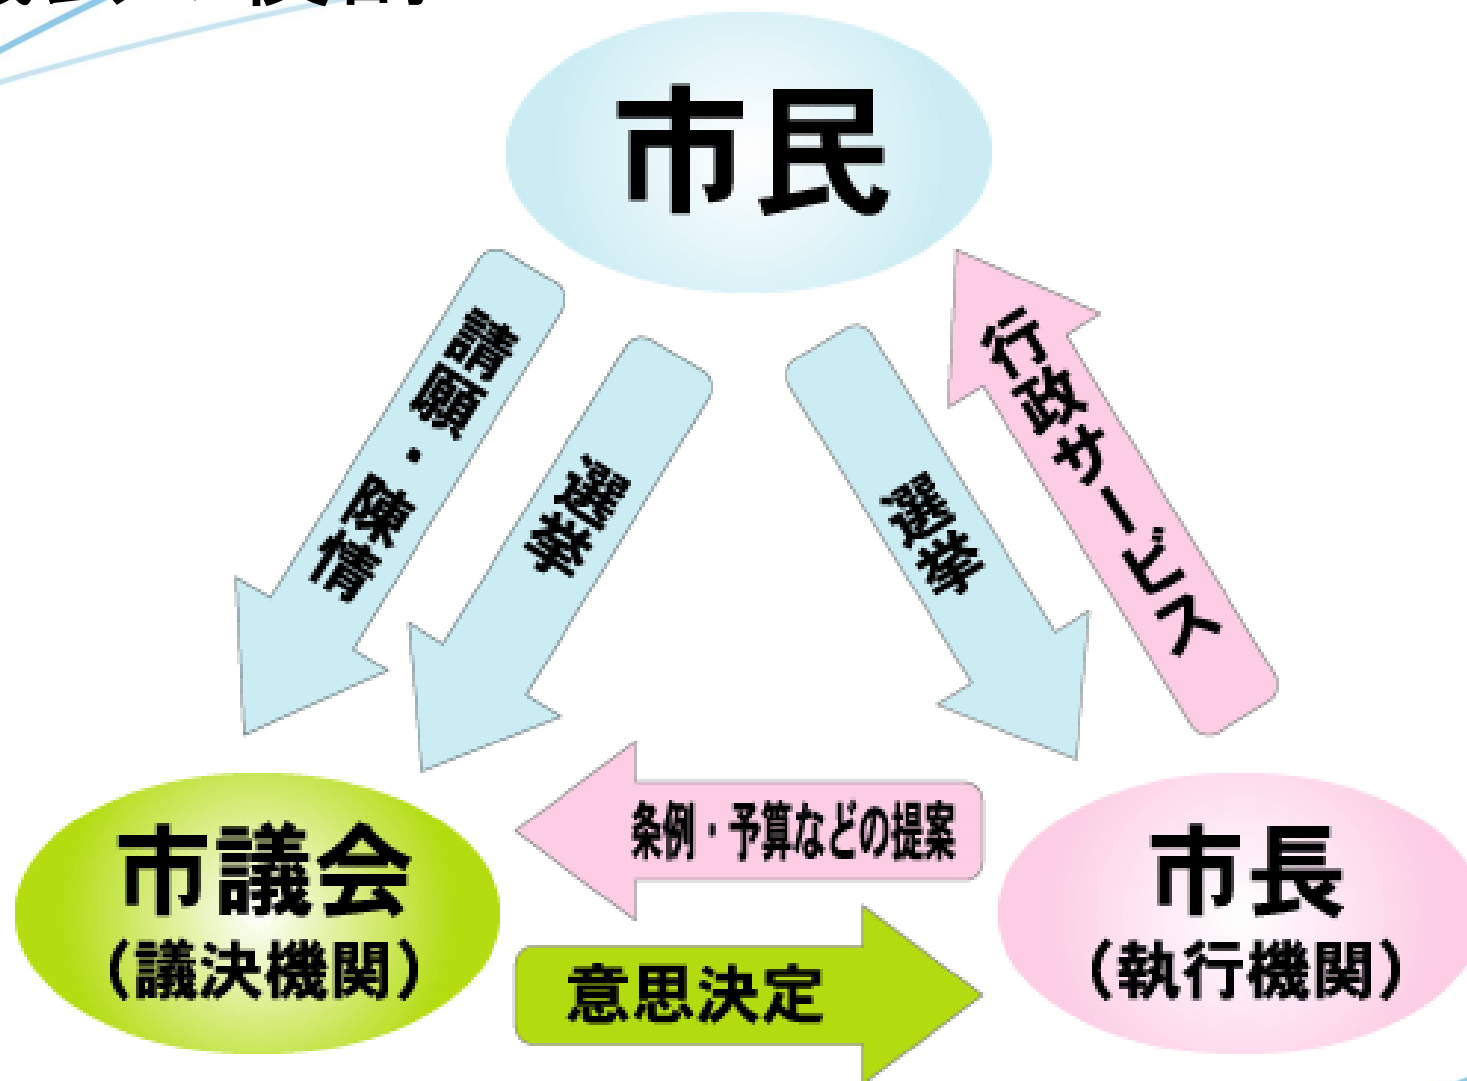 市民
請願・陳情
選挙
選挙
行政サービス
条例・予算などの提案
市議会
(議決機関)
意思決定
市長
(執行機関)